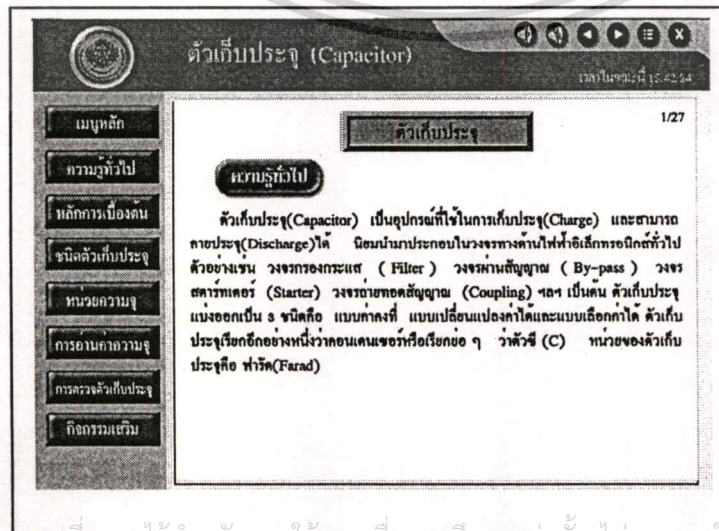 ตัวเก็บประจุ (Capacitor)
เวลาในขณะนี้ 15:42:24
เมนูหลัก
ความรู้ทั่วไป
หลักการเบื้องต้น
ชนิดตัวเก็บประจุ
หน่วยความจุ
การอ่านค่าความจุ
การตรวจตัวเก็บประจุ
กิจกรรมเสริม
1/27
ตัวเก็บประจุ
ความรู้ทั่วไป
ตัวเก็บประจุ(Capacitor) เป็นอุปกรณ์ที่ใช้ในการเก็บประจุ(Charge) และสามารถ
คายประจุ(Discharge)ได้ นิยมนำมาประกอบในวงจรทางด้านไฟฟ้าอิเล็กทรอนิกส์ทั่วไป
ตัวอย่างเช่น วงจรกรองกระแส ( Filter ) วงจรผ่านสัญญาณ ( By-pass ) วงจร
สตาร์ทเตอร์ (Starter) วงจรถ่ายทอดสัญญาณ (Coupling) ฯลฯ เป็นต้น ตัวเก็บประจุ
แบ่งออกเป็น 3 ชนิดคือ แบบค่าคงที่ แบบเปลี่ยนแปลงค่าได้และแบบเลือกค่าได้ ตัวเก็บ
ประจุเรียกอีกอย่างหนึ่งว่าคอนเดนเซอร์หรือเรียกย่อ ๆ ว่าตัวซี (C) หน่วยของตัวเก็บ
ประจุคือ ฟารัด(Farad)